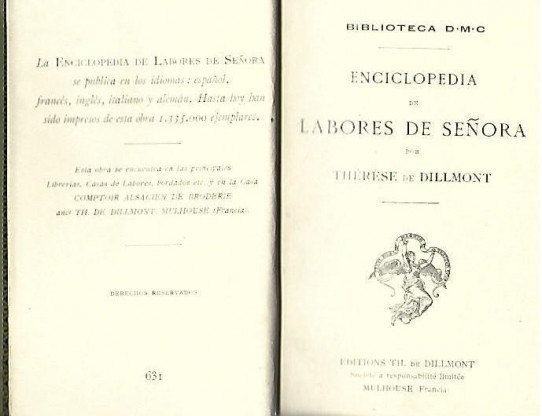 La ENCICLOPEDIA DE LABORES DE SEÑORA
se publica en los idiomas: español,
francés, inglés, italiano y alemán. Hasta hoy han
sido impresos de esta obra 1.335.000 ejemplares.
Esta obra se encuentra en las principales
Librerías, Casas de Labores, bordados etc. y en la Casa
COMPTOIR ALSACIEN DE BRODERIE
anct TH. DE DILLMONT, MULHOUSE (Francia)
DERECHOS RESERVADOS
631
BIBLIOTECA D·M·C
ENCICLOPEDIA
DE
LABORES DE SEÑORA
POR
THÉRÈSE DE DILLMONT
EDITIONS TH. DE DILLMONT
Société à responsabilité limitée
MULHOUSE (Francia)